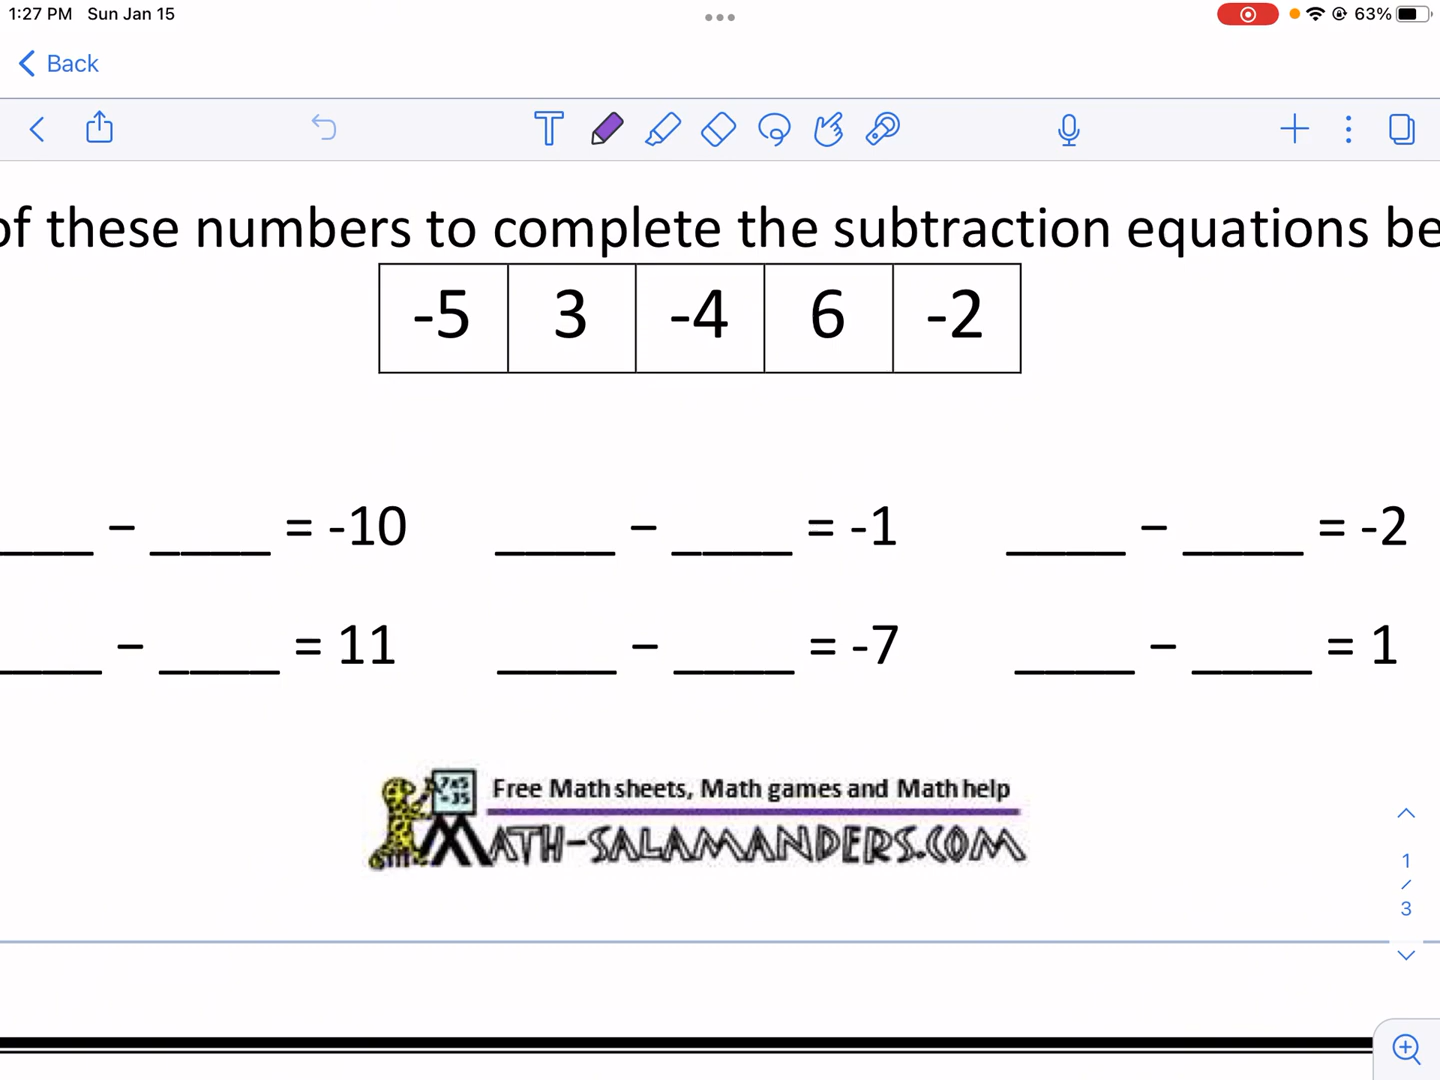 1:27 PM Sun Jan 15
63%
Back
of these numbers to complete the subtraction equations be
-5 3 -4 6 -2
____ – ____ = -10 ____ – ____ = -1 ____ – ____ = -2
____ – ____ = 11 ____ – ____ = -7 ____ – ____ = 1
7x5
=35
Free Math sheets, Math games and Math help
MATH-SALAMANDERS.COM
1
/
3